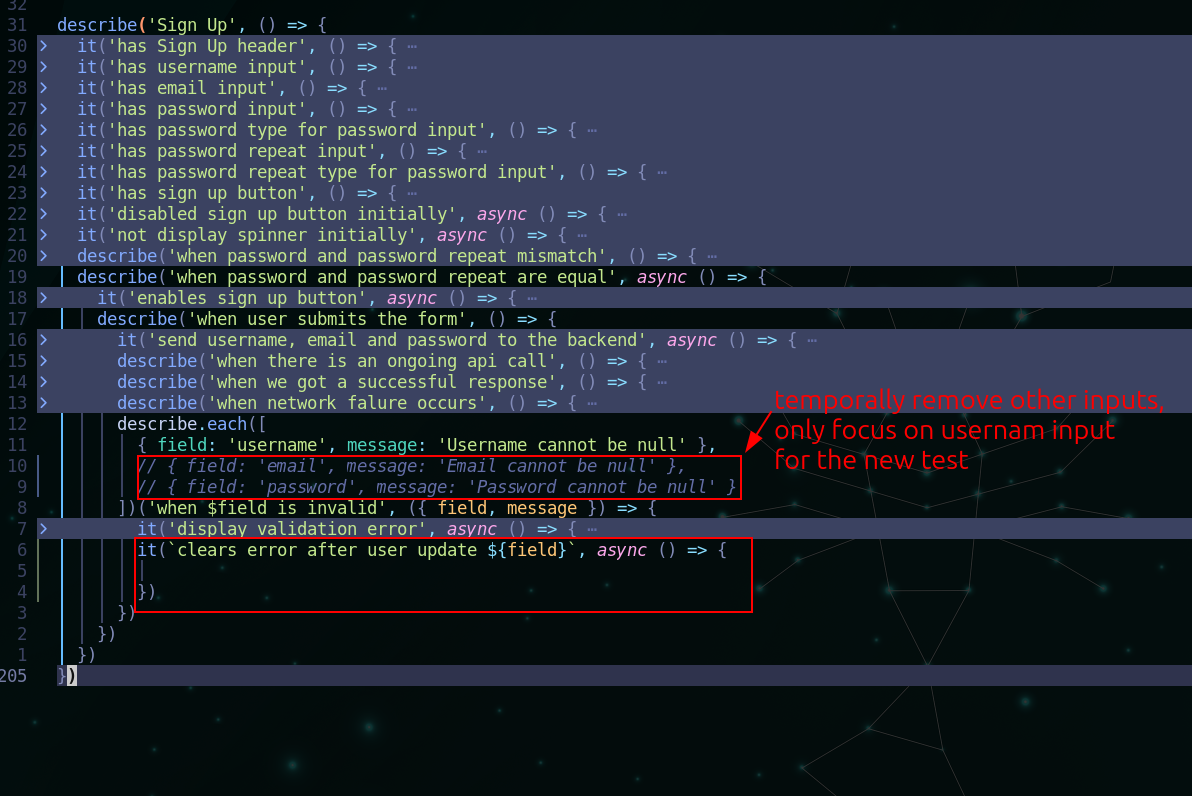 32
31 describe('Sign Up', () => {
30 > it('has Sign Up header', () => { ⋯
29 > it('has username input', () => { ⋯
28 > it('has email input', () => { ⋯
27 > it('has password input', () => { ⋯
26 > it('has password type for password input', () => { ⋯
25 > it('has password repeat input', () => { ⋯
24 > it('has password repeat type for password input', () => { ⋯
23 > it('has sign up button', () => { ⋯
22 > it('disabled sign up button initially', async () => { ⋯
21 > it('not display spinner initially', async () => { ⋯
20 > describe('when password and password repeat mismatch', () => { ⋯
19 describe('when password and password repeat are equal', async () => {
18 > it('enables sign up button', async () => { ⋯
17 describe('when user submits the form', () => {
16 > it('send username, email and password to the backend', async () => { ⋯
15 > describe('when there is an ongoing api call', () => { ⋯
14 > describe('when we got a successful response', () => { ⋯
13 > describe('when network falure occurs', () => { ⋯
temporally remove other inputs,
only focus on usernam input
for the new test
12 describe.each([
11 { field: 'username', message: 'Username cannot be null' },
10 // { field: 'email', message: 'Email cannot be null' },
9 // { field: 'password', message: 'Password cannot be null' }
8 ])('when $field is invalid', ({ field, message }) => {
7 > it('display validation error', async () => { ⋯
6 it(`clears error after user update ${field}`, async () => {
5
4 })
3 })
2 })
1 })
205 })